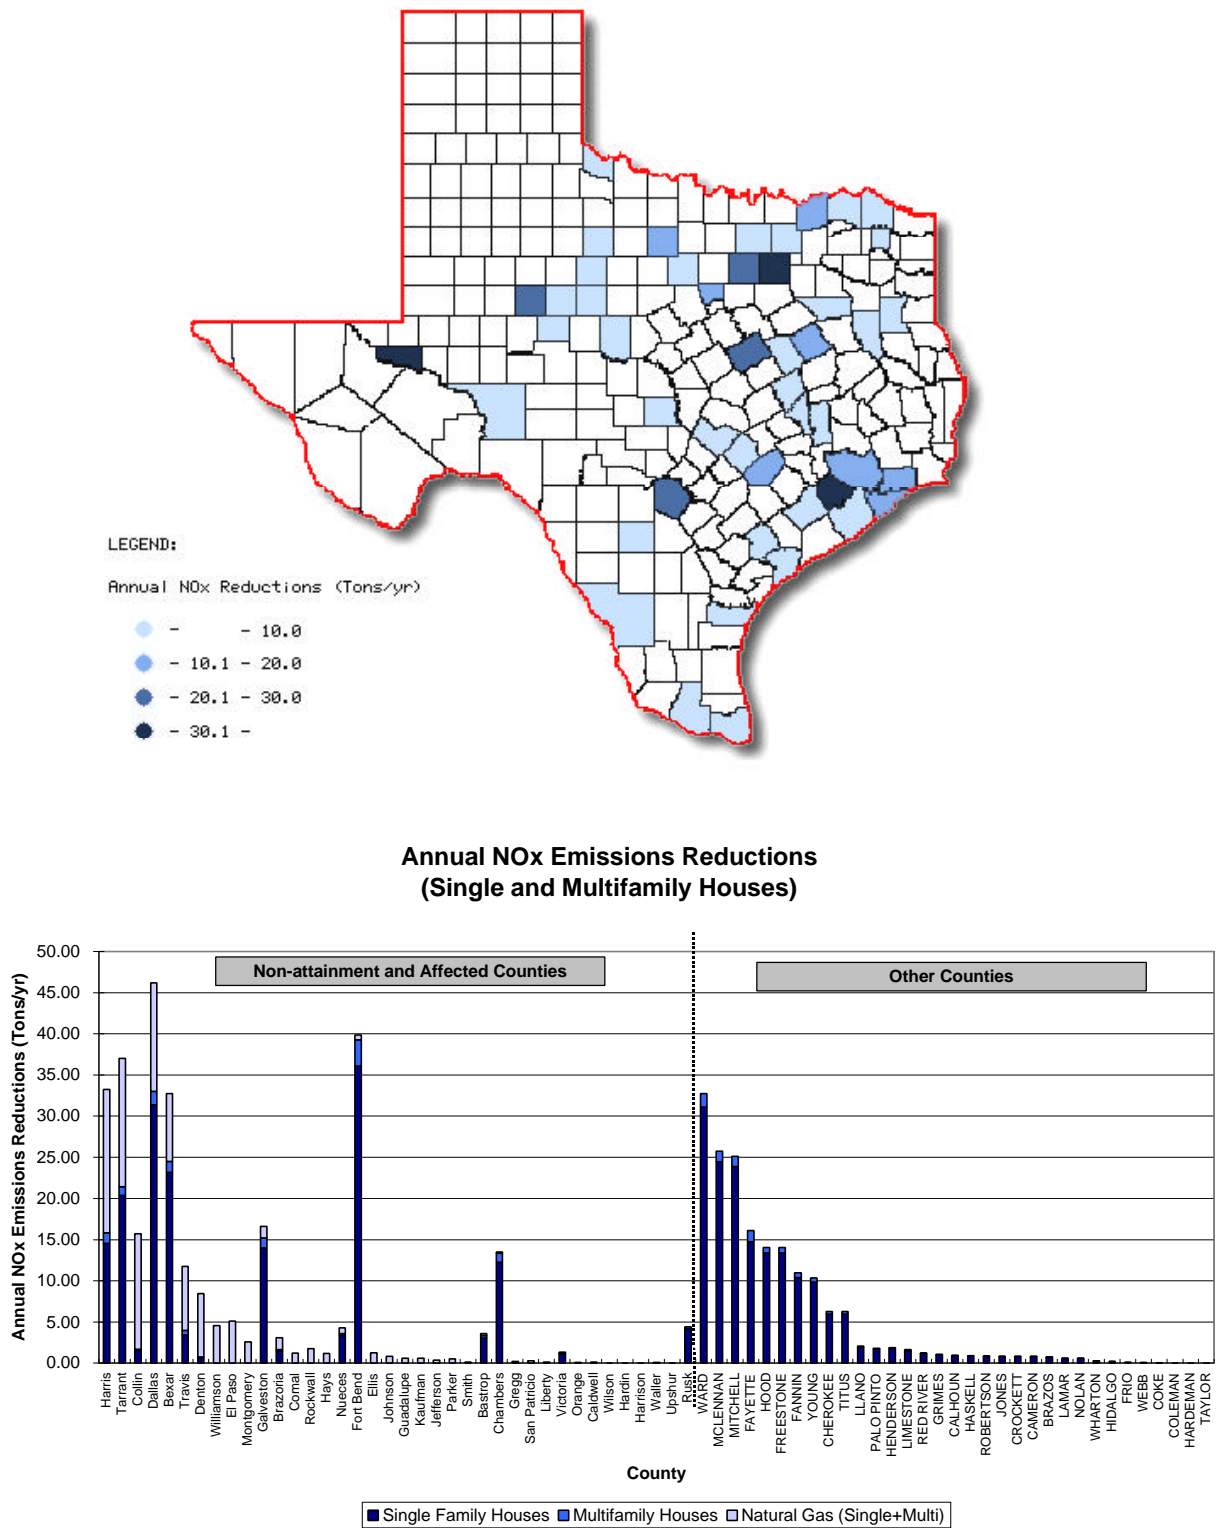 LEGEND:
Annual NOx Reductions (Tons/yr)
- - 10.0
- 10.1 - 20.0
- 20.1 - 30.0
- 30.1 -
Annual NOx Emissions Reductions
(Single and Multifamily Houses)
Annual NOx Emissions Reductions (Tons/yr)
50.00
45.00
40.00
35.00
30.00
25.00
20.00
15.00
10.00
5.00
0.00
Non-attainment and Affected Counties
Other Counties
Harris
Tarrant
Collin
Dallas
Bexar
Travis
Denton
Williamson
El Paso
Montgomery
Galveston
Brazoria
Comal
Rockwall
Hays
Nueces
Fort Bend
Ellis
Johnson
Guadalupe
Kaufman
Jefferson
Parker
Smith
Bastrop
Chambers
Gregg
San Patricio
Liberty
Victoria
Orange
Caldwell
Wilson
Hardin
Harrison
Waller
Upshur
Rusk
WARD
MCLENNAN
MITCHELL
FAYETTE
HOOD
FREESTONE
FANNIN
YOUNG
CHEROKEE
TITUS
LLANO
PALO PINTO
HENDERSON
LIMESTONE
RED RIVER
GRIMES
CALHOUN
HASKELL
ROBERTSON
JONES
CROCKETT
CAMERON
BRAZOS
LAMAR
NOLAN
WHARTON
HIDALGO
FRIO
WEBB
COKE
COLEMAN
HARDEMAN
TAYLOR
County
Single Family Houses
Multifamily Houses
Natural Gas (Single+Multi)